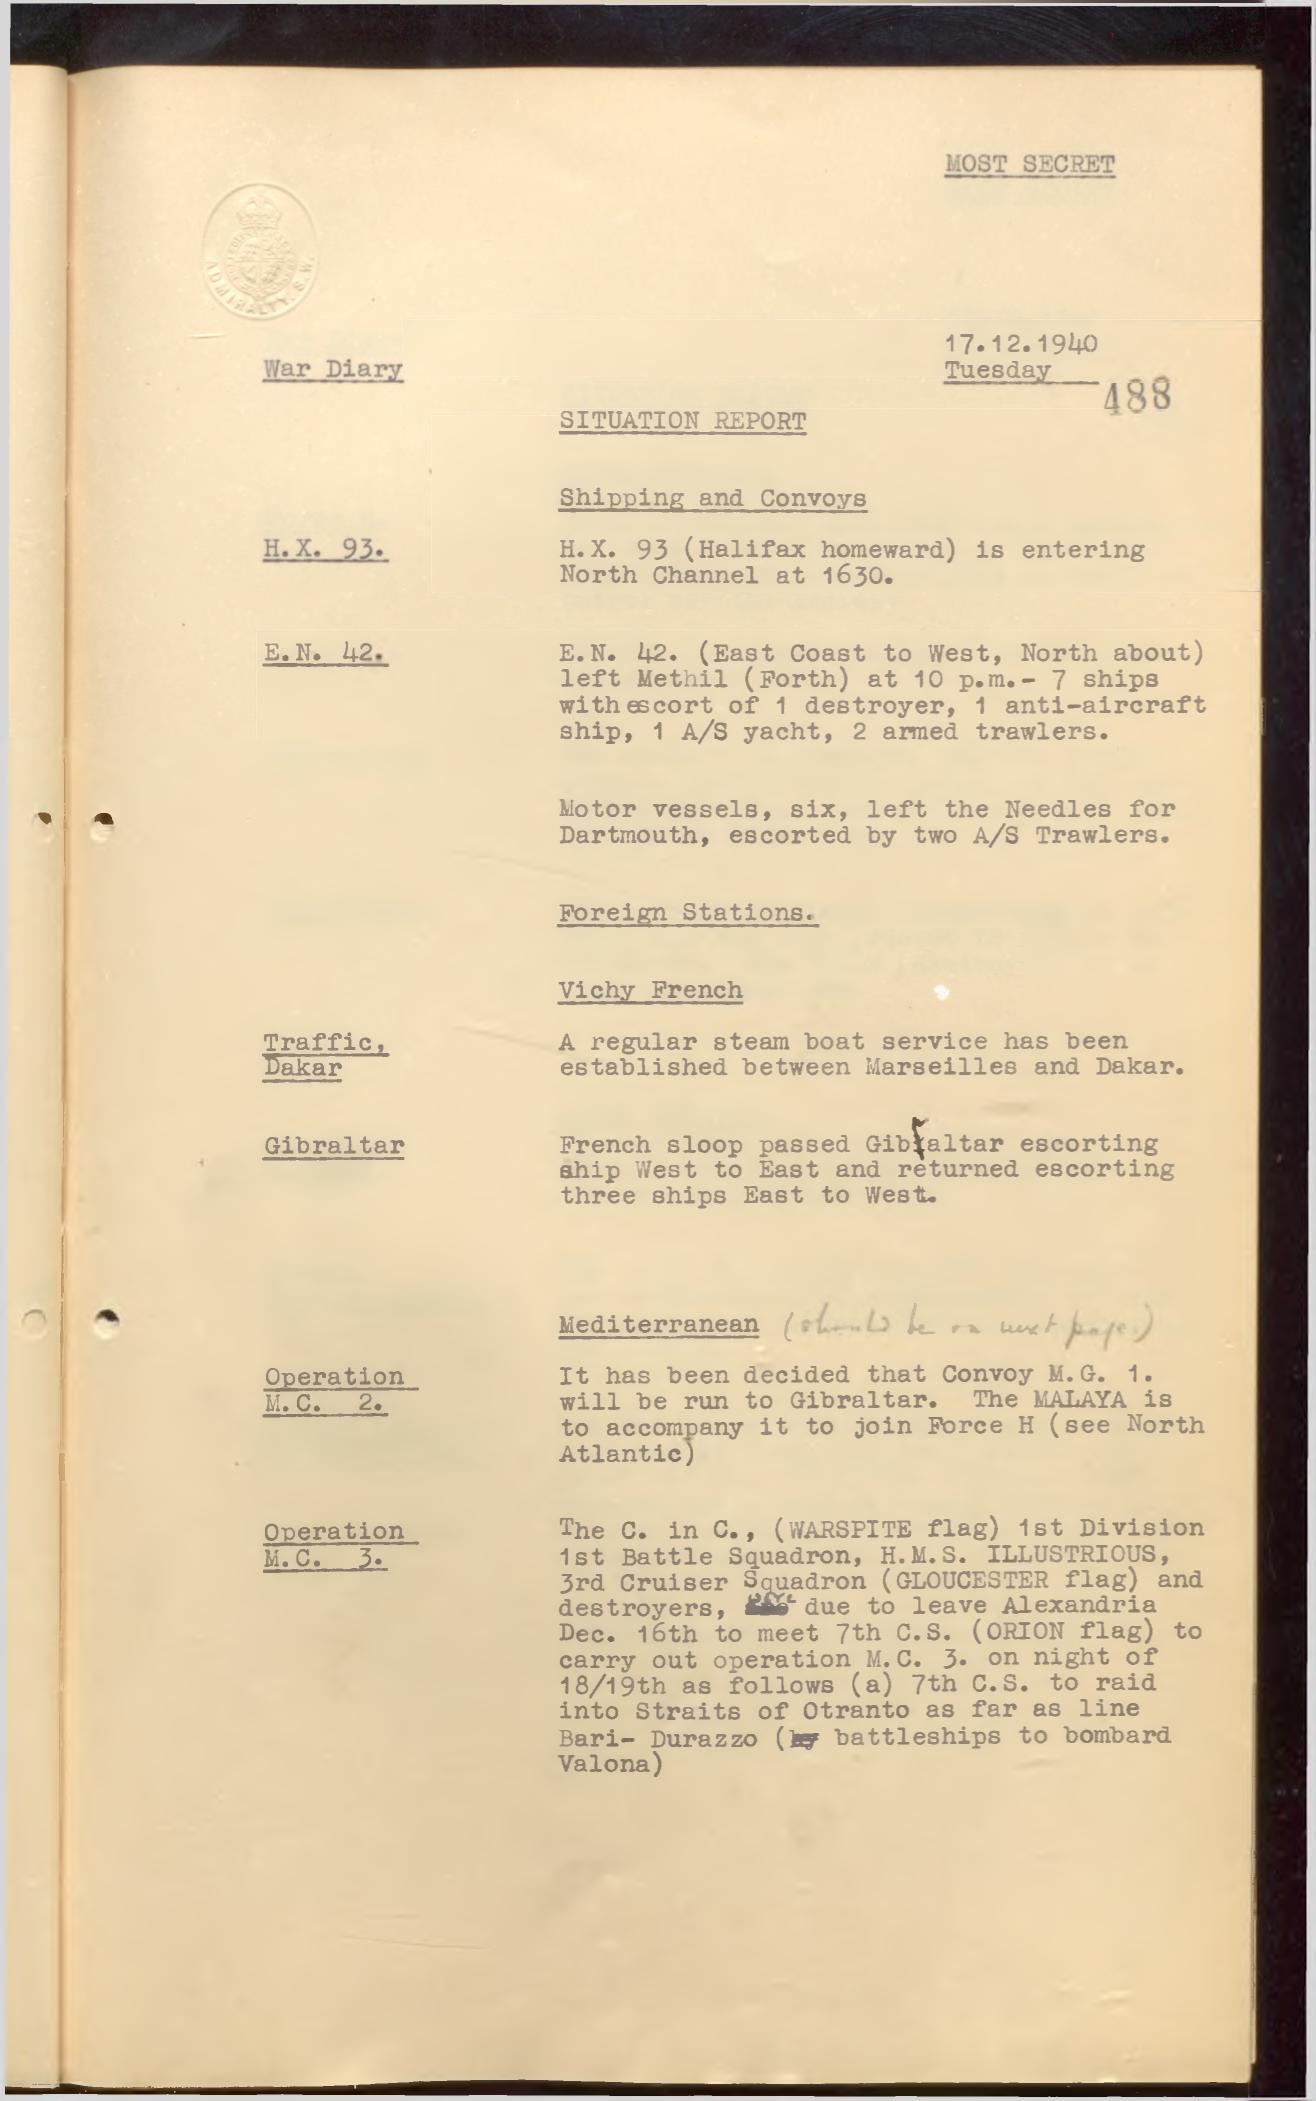 MOST SECRET
ADMIRALTY. S.W.
17.12.1940
War Diary
Tuesday
488
SITUATION REPORT
Shipping and Convoys
H.X. 93.
H.X. 93 (Halifax homeward) is entering
North Channel at 1630.
E.N. 42.
E.N. 42. (East Coast to West, North about)
left Methil (Forth) at 10 p.m.- 7 ships
with escort of 1 destroyer, 1 anti-aircraft
ship, 1 A/S yacht, 2 armed trawlers.
Motor vessels, six, left the Needles for
Dartmouth, escorted by two A/S Trawlers.
Foreign Stations.
Vichy French
Traffic,
Dakar
A regular steam boat service has been
established between Marseilles and Dakar.
Gibraltar
French sloop passed Gibraltar escorting
ship West to East and returned escorting
three ships East to West.
Mediterranean (should be on next page)
Operation
M.C. 2.
It has been decided that Convoy M.G. 1.
will be run to Gibraltar. The MALAYA is
to accompany it to join Force H (see North
Atlantic)
Operation
M.C. 3.
The C. in C., (WARSPITE flag) 1st Division
1st Battle Squadron, H.M.S. ILLUSTRIOUS,
3rd Cruiser Squadron (GLOUCESTER flag) and
destroyers, are due to leave Alexandria
Dec. 16th to meet 7th C.S. (ORION flag) to
carry out operation M.C. 3. on night of
18/19th as follows (a) 7th C.S. to raid
into Straits of Otranto as far as line
Bari- Durazzo ( battleships to bombard
Valona)